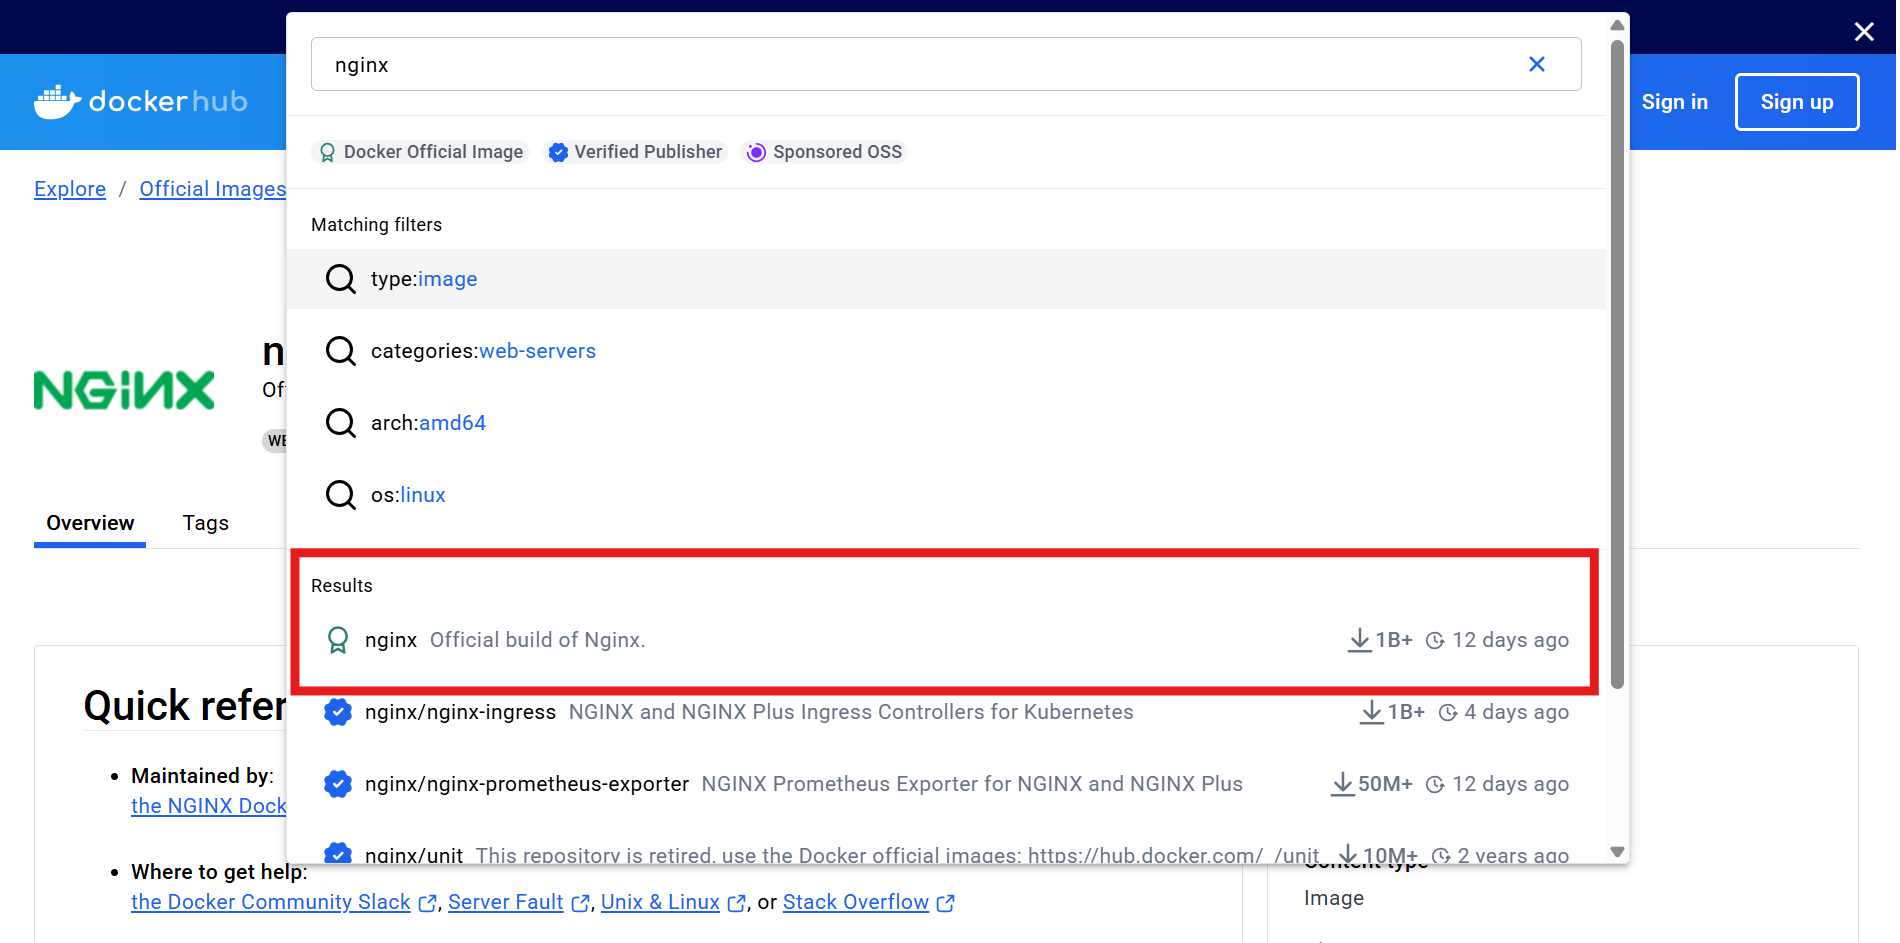 nginx
dockerhub
Sign in
Sign up
Docker Official Image
Verified Publisher
Sponsored OSS
Explore / Official Images
Matching filters
type:image
categories:web-servers
arch:amd64
os:linux
NGINX
Overview
Tags
Results
nginx Official build of Nginx. 1B+ 12 days ago
nginx/nginx-ingress NGINX and NGINX Plus Ingress Controllers for Kubernetes 1B+ 4 days ago
nginx/nginx-prometheus-exporter NGINX Prometheus Exporter for NGINX and NGINX Plus 50M+ 12 days ago
nginx/unit This repository is retired, use the Docker official images: https://hub.docker.com/_/unit 10M+ 2 years ago
Quick refer
Maintained by:
the NGINX Dock
Where to get help:
the Docker Community Slack, Server Fault, Unix & Linux, or Stack Overflow
Content type
Image